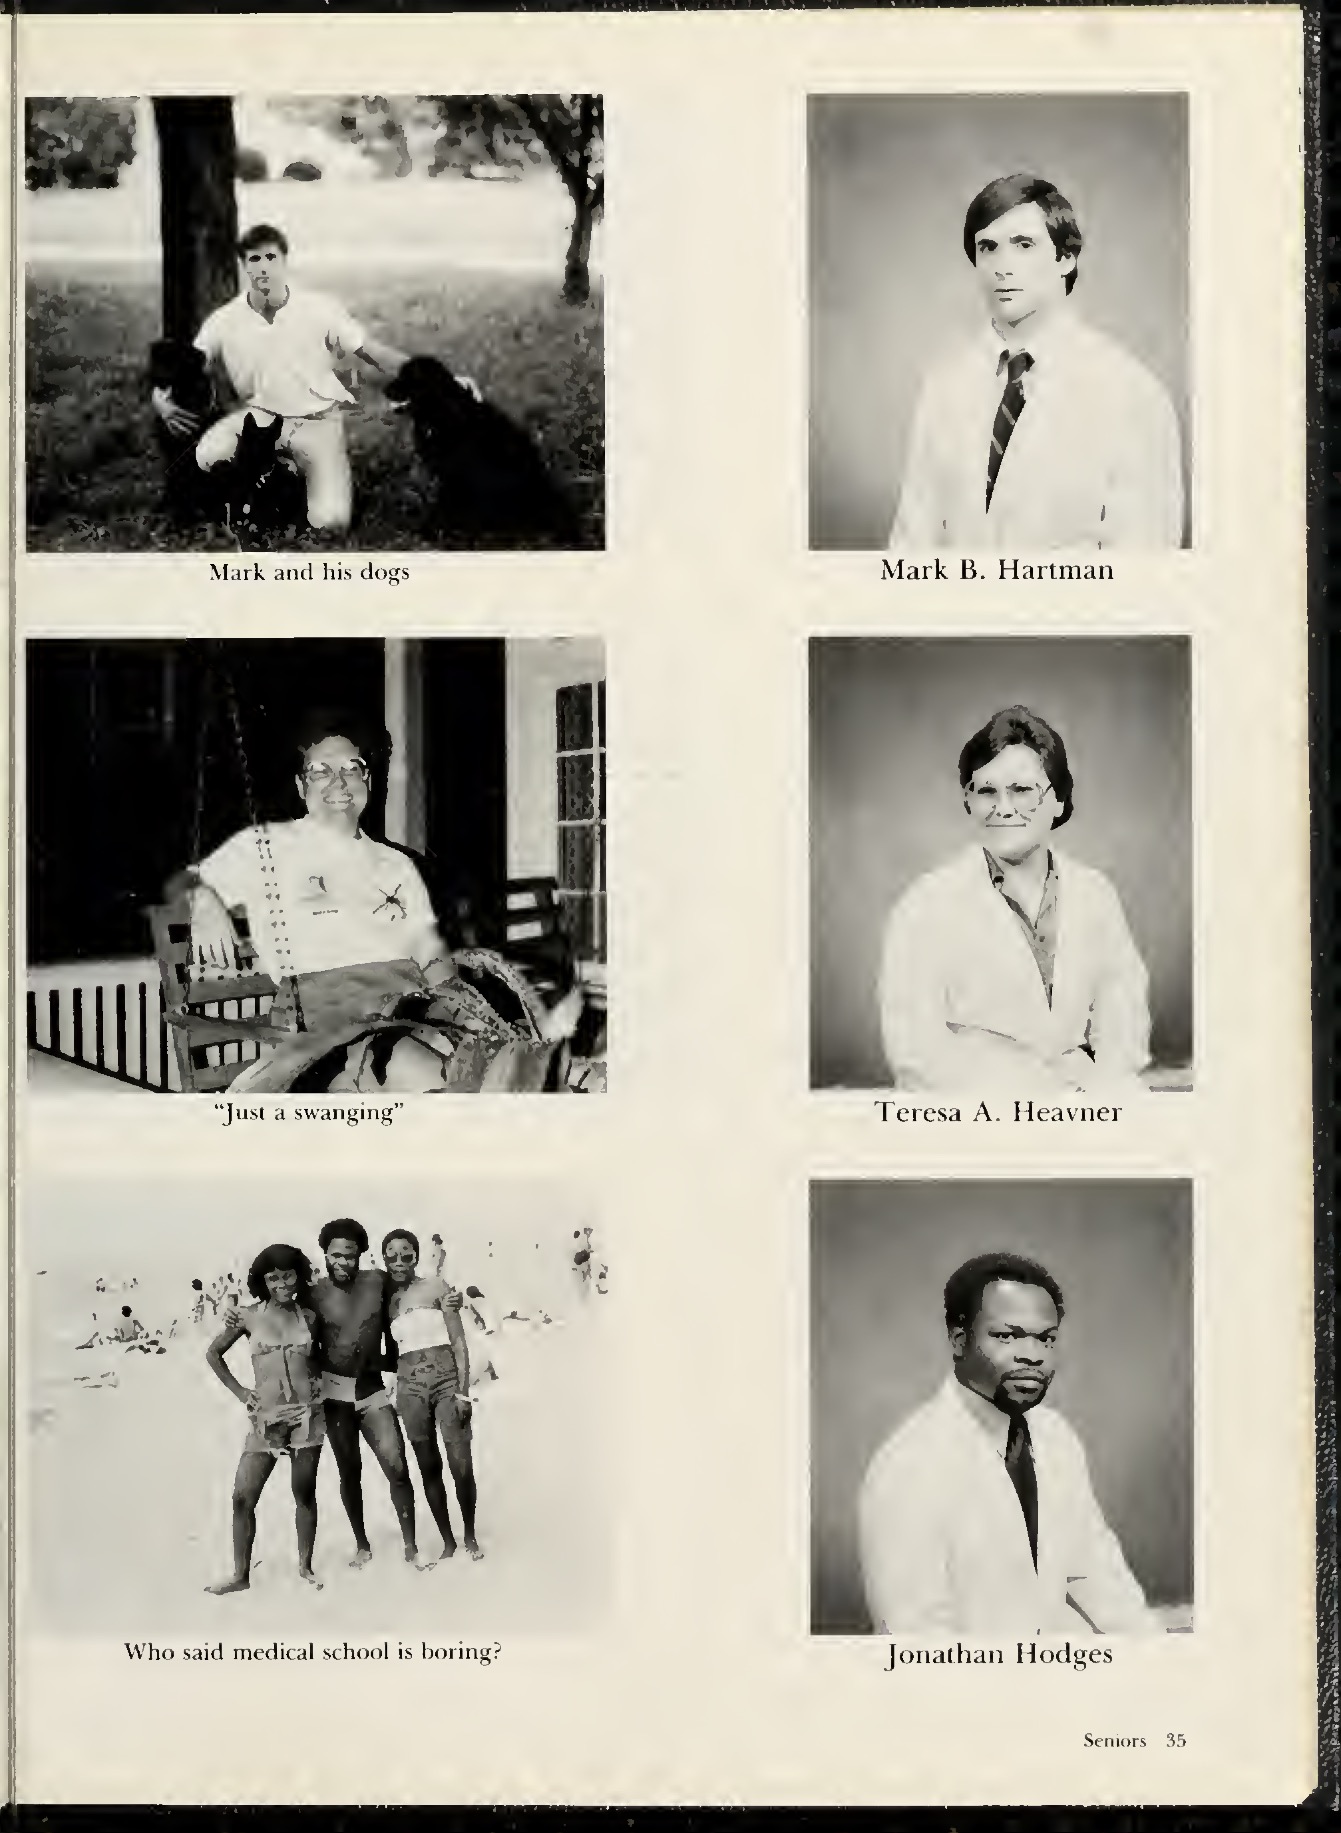 Mark and his dogs
Mark B. Hartman
"Just a swanging"
Teresa A. Heavner
Who said medical school is boring?
Jonathan Hodges
Seniors 35